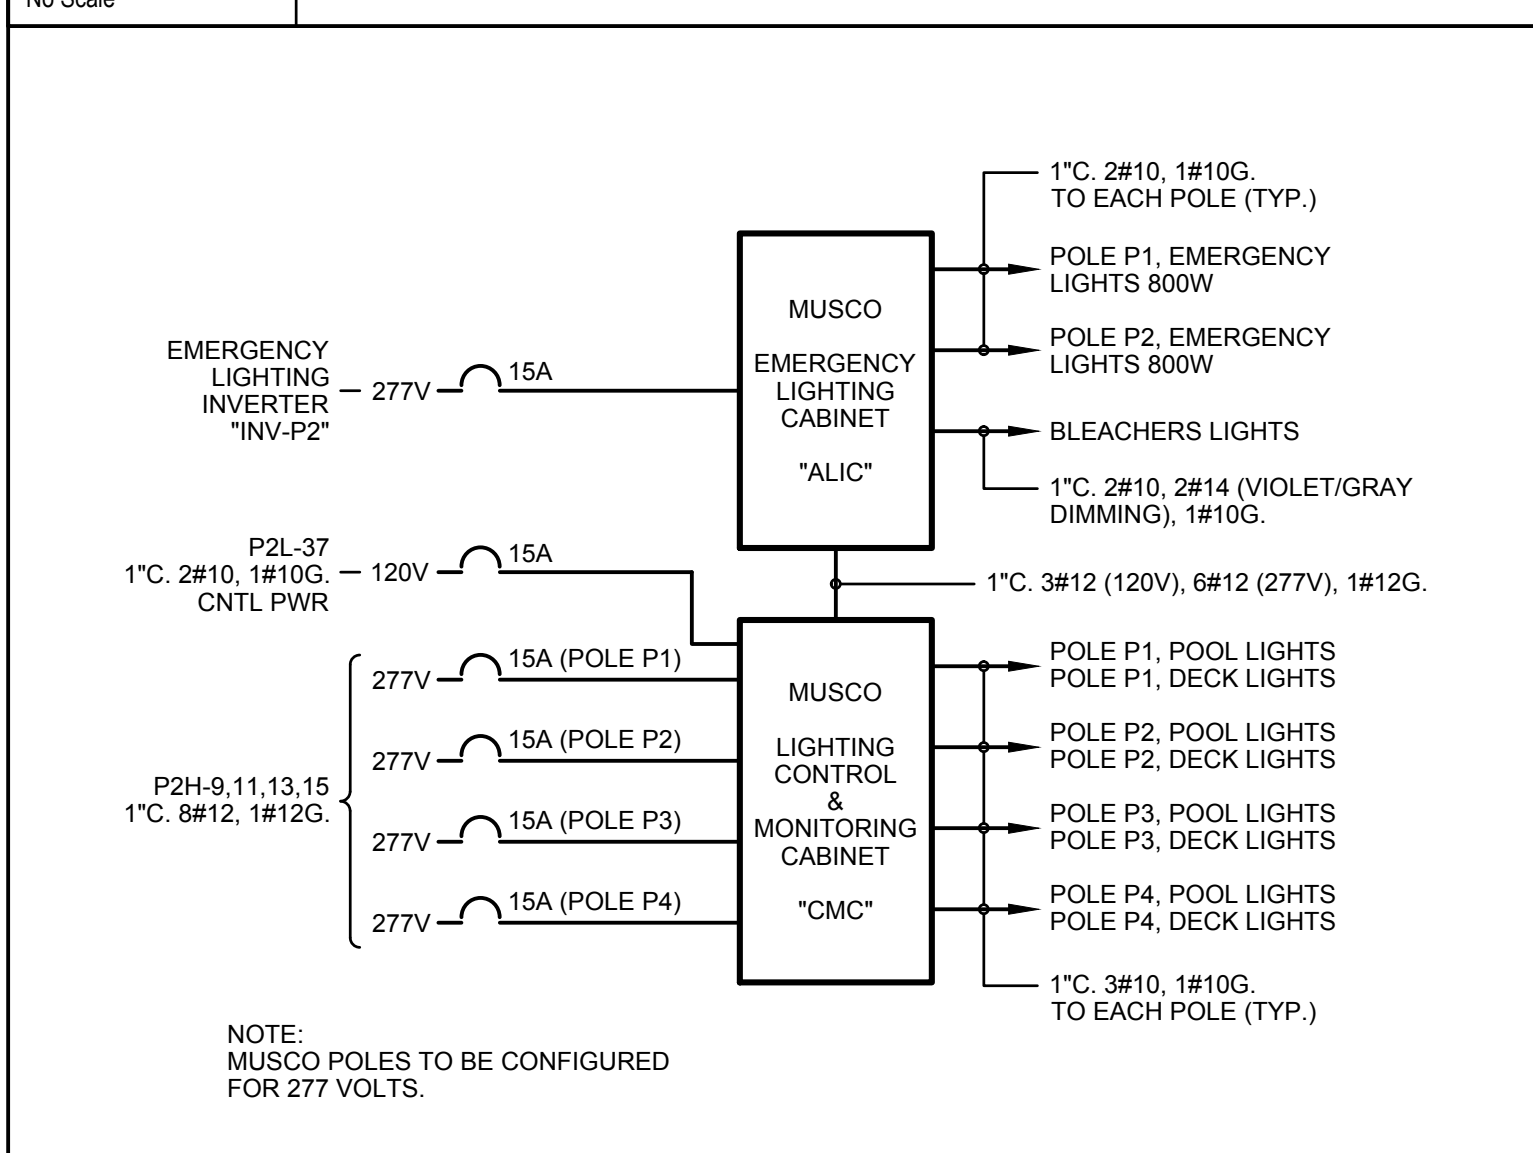 No Scale
1"C. 2#10, 1#10G.
TO EACH POLE (TYP.)
POLE P1, EMERGENCY
LIGHTS 800W
POLE P2, EMERGENCY
LIGHTS 800W
BLEACHERS LIGHTS
1"C. 2#10, 2#14 (VIOLET/GRAY
DIMMING), 1#10G.
MUSCO
EMERGENCY
LIGHTING
CABINET
"ALIC"
EMERGENCY
LIGHTING
INVERTER
"INV-P2"
277V
15A
P2L-37
1"C. 2#10, 1#10G.
CNTL PWR
120V
15A
1"C. 3#12 (120V), 6#12 (277V), 1#12G.
P2H-9,11,13,15
1"C. 8#12, 1#12G.
277V
15A (POLE P1)
277V
15A (POLE P2)
277V
15A (POLE P3)
277V
15A (POLE P4)
MUSCO
LIGHTING
CONTROL
&
MONITORING
CABINET
"CMC"
POLE P1, POOL LIGHTS
POLE P1, DECK LIGHTS
POLE P2, POOL LIGHTS
POLE P2, DECK LIGHTS
POLE P3, POOL LIGHTS
POLE P3, DECK LIGHTS
POLE P4, POOL LIGHTS
POLE P4, DECK LIGHTS
1"C. 3#10, 1#10G.
TO EACH POLE (TYP.)
NOTE:
MUSCO POLES TO BE CONFIGURED
FOR 277 VOLTS.